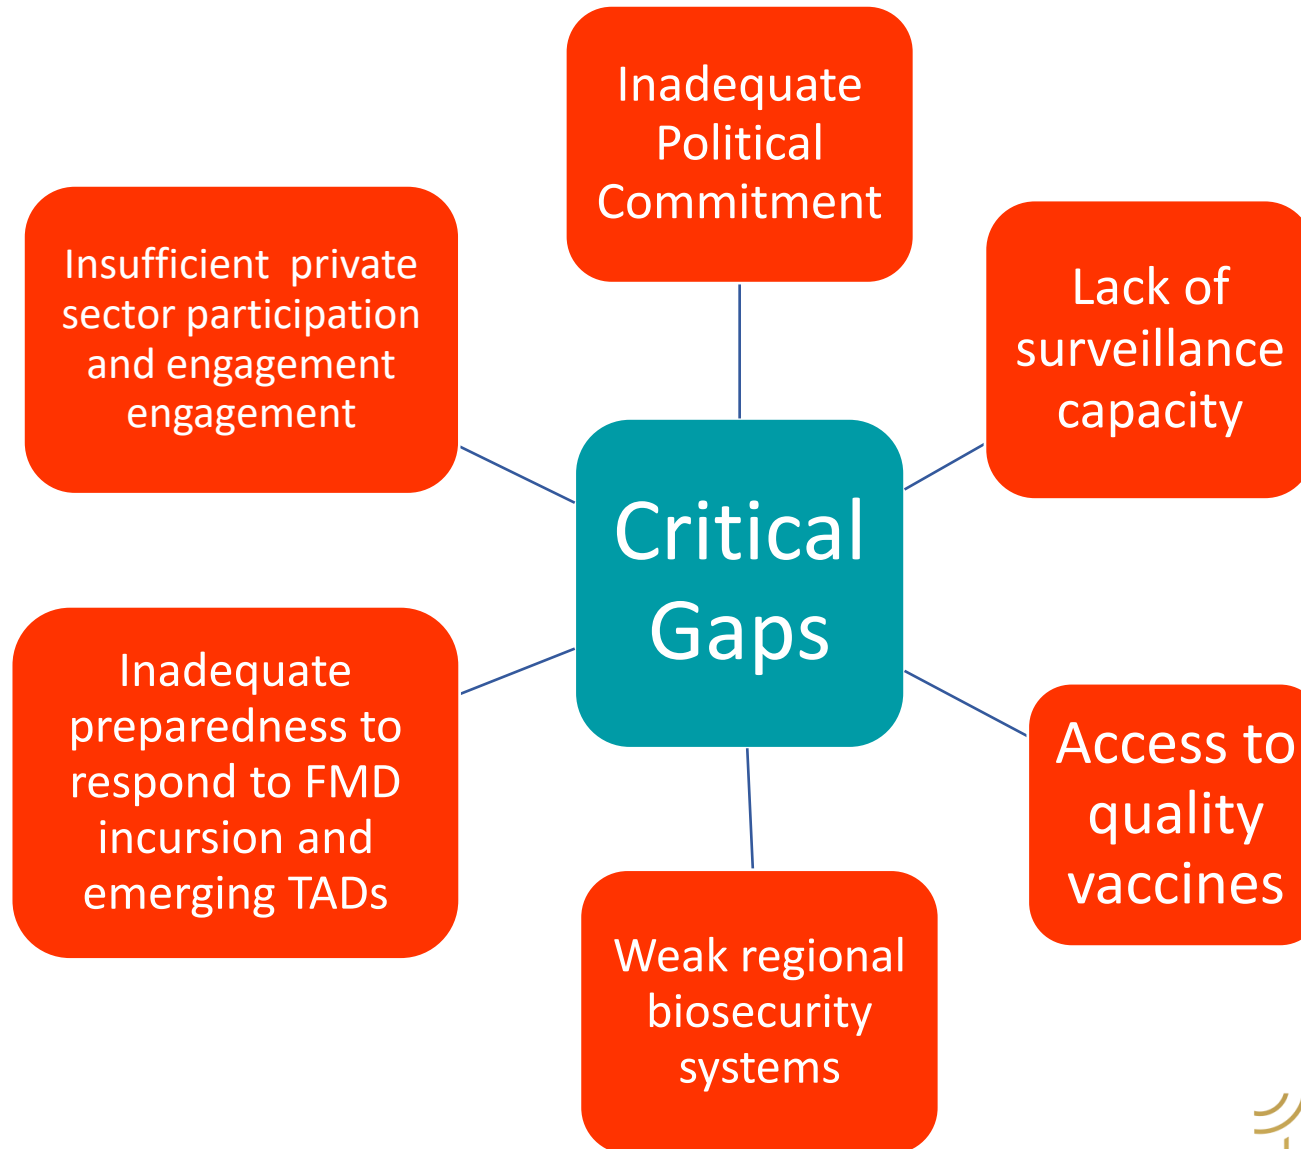 Inadequate
Political
Commitment
Insufficient  private
sector participation
and engagement
engagement
Lack of
surveillance
capacity
Critical
Gaps
Inadequate
preparedness to
respond to FMD
incursion and
emerging TADs
Access to
quality
vaccines
Weak regional
biosecurity
systems